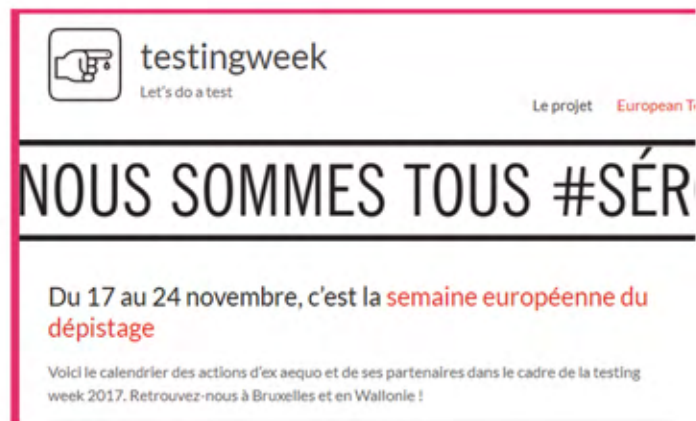 testingweek
Let's do a test
Le projet European T
NOUS SOMMES TOUS #SÉR
Du 17 au 24 novembre, c'est la semaine européenne du
dépistage
Voici le calendrier des actions d'ex aequo et de ses partenaires dans le cadre de la testing
week 2017. Retrouvez-nous à Bruxelles et en Wallonie !